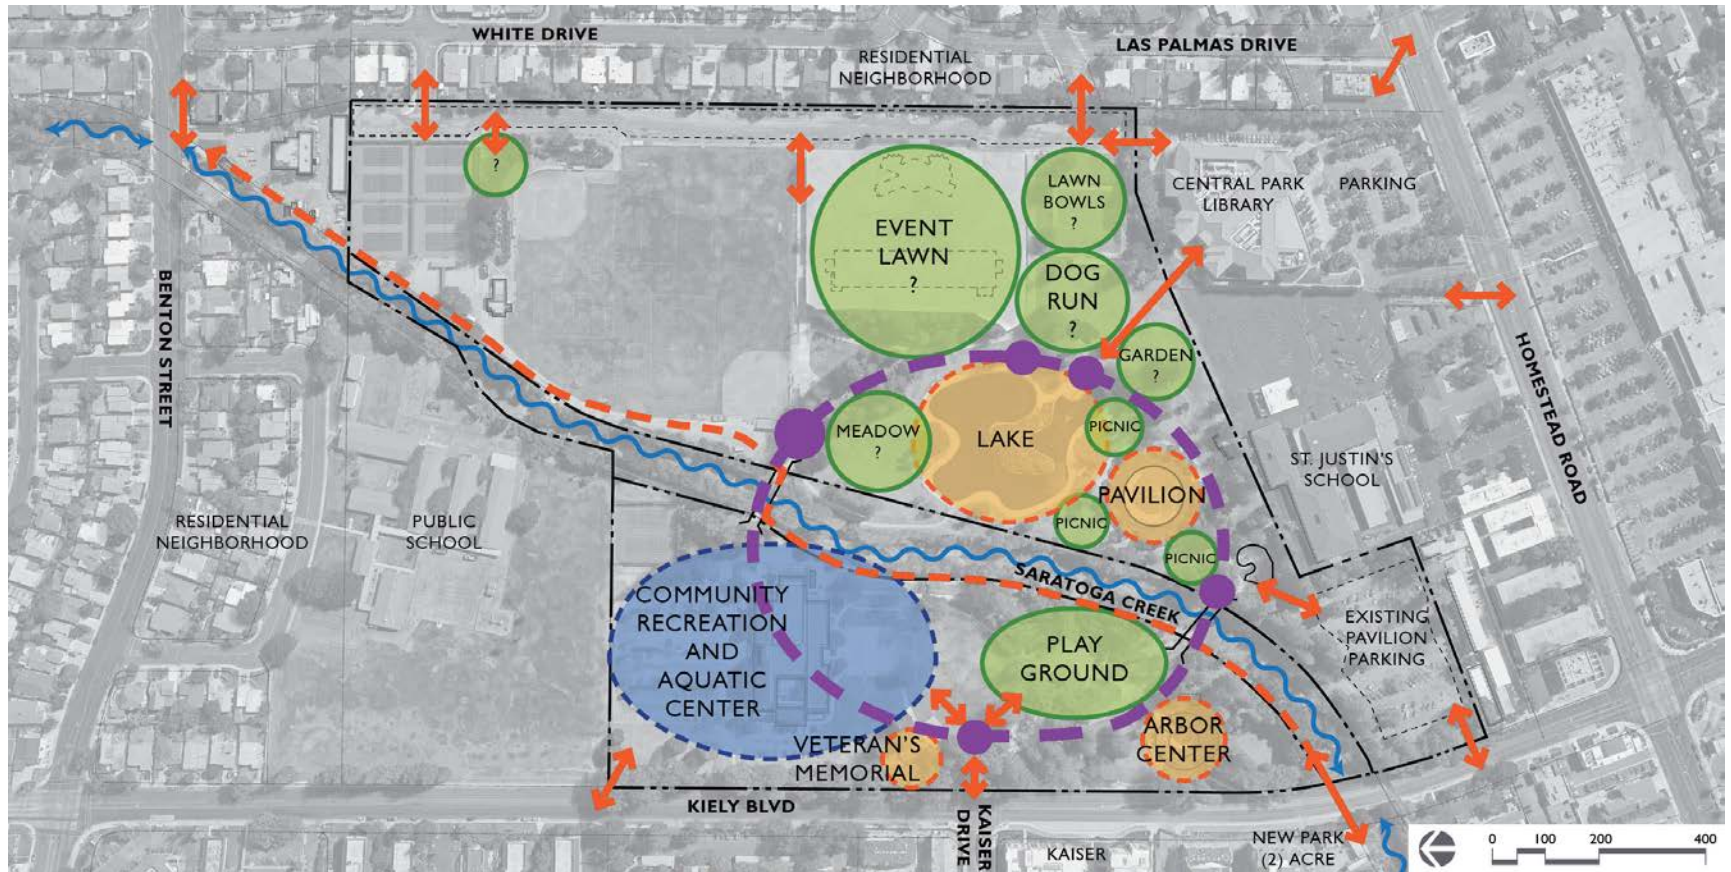 WHITE DRIVE
LAS PALMAS DRIVE
RESIDENTIAL
NEIGHBORHOOD
?
EVENT
LAWN
?
LAWN
BOWLS
?
CENTRAL PARK
LIBRARY
PARKING
DOG
RUN
?
BENTON STREET
GARDEN
?
HOMESTEAD ROAD
MEADOW
?
LAKE
PICNIC
ST. JUSTIN'S
SCHOOL
PAVILION
RESIDENTIAL
NEIGHBORHOOD
PUBLIC
SCHOOL
PICNIC
PICNIC
SARATOGA CREEK
COMMUNITY
RECREATION
AND
AQUATIC
CENTER
PLAY
GROUND
EXISTING
PAVILION
PARKING
VETERAN'S
MEMORIAL
ARBOR
CENTER
KIELY BLVD
KAISER
DRIVE
KAISER
NEW PARK
(2) ACRE
0 100 200 400